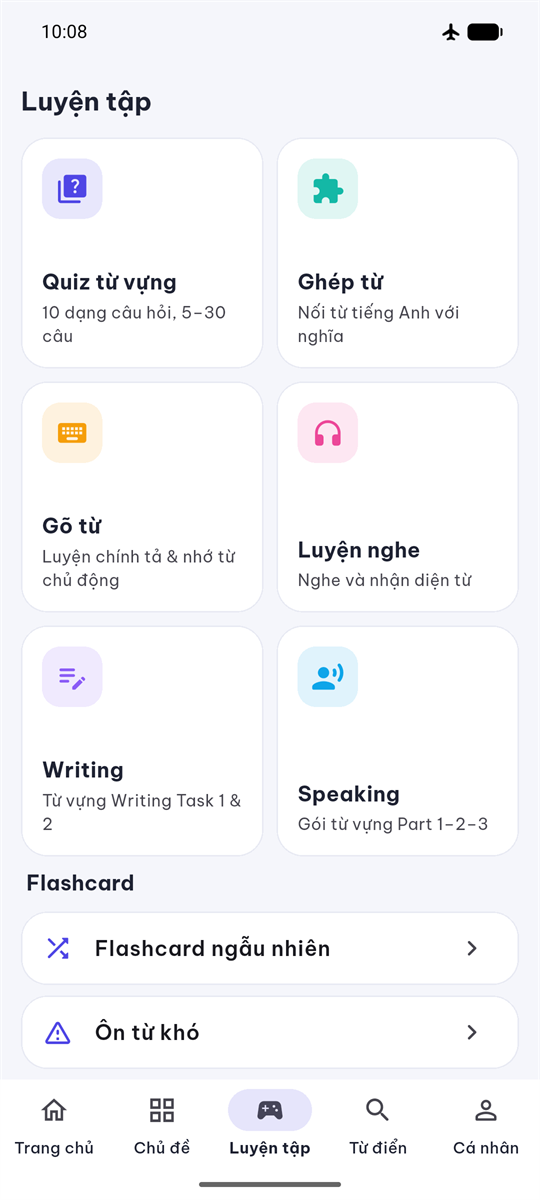 10:08
Luyện tập
Quiz từ vựng
10 dạng câu hỏi, 5–30
câu
Ghép từ
Nối từ tiếng Anh với
nghĩa
Gõ từ
Luyện chính tả & nhớ từ
chủ động
Luyện nghe
Nghe và nhận diện từ
Writing
Từ vựng Writing Task 1 &
2
Speaking
Gói từ vựng Part 1–2–3
Flashcard
Flashcard ngẫu nhiên
Ôn từ khó
Trang chủ
Chủ đề
Luyện tập
Từ điển
Cá nhân